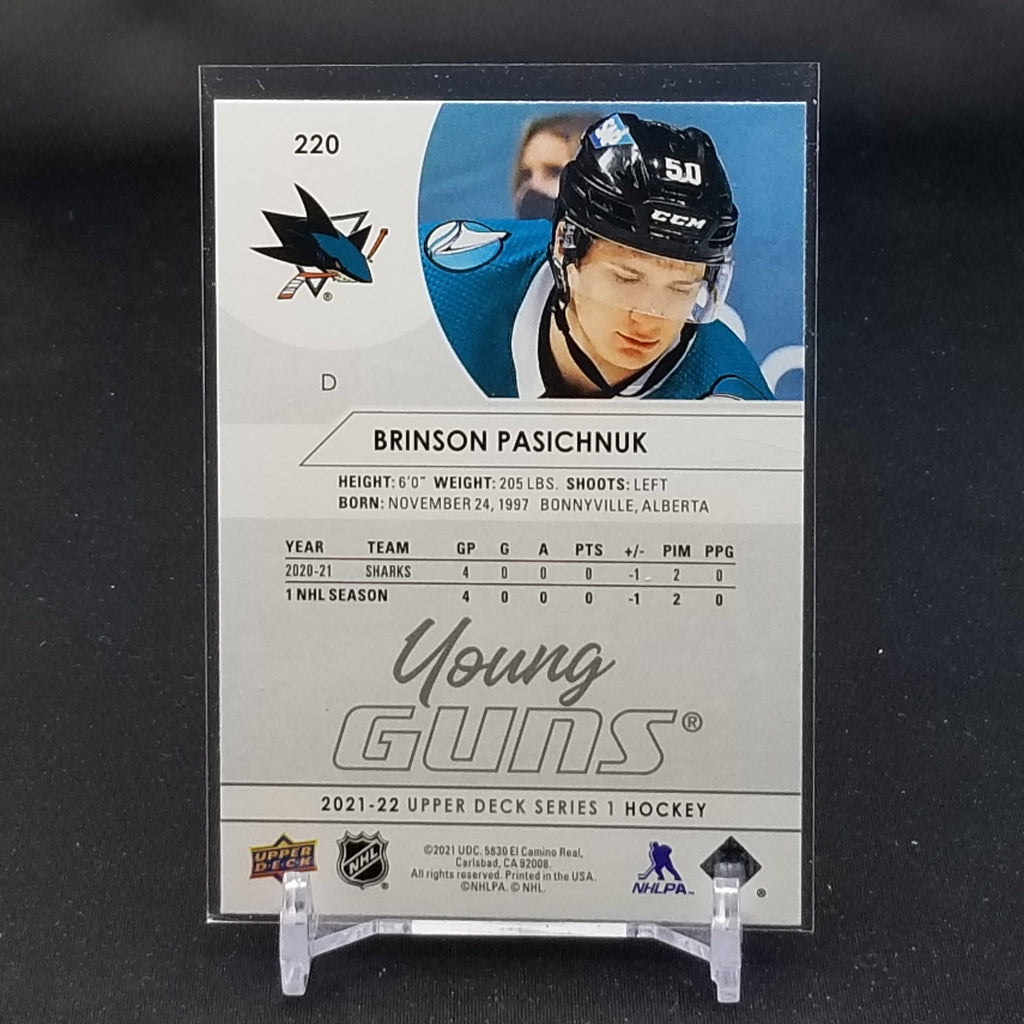 220
50
CCM
D
BRINSON PASICHNUK
HEIGHT: 6'0" WEIGHT: 205 LBS. SHOOTS: LEFT
BORN: NOVEMBER 24, 1997 BONNYVILLE, ALBERTA
YEAR TEAM GP G A PTS +/- PIM PPG
2020-21 SHARKS 4 0 0 0 -1 2 0
1 NHL SEASON 4 0 0 0 -1 2 0
Young
GUNS®
2021-22 UPPER DECK SERIES 1 HOCKEY
UPPER DECK
NHL
©2021 UDC. 5830 El Camino Real,
Carlsbad, CA 92008.
All rights reserved. Printed in the USA.
©NHLPA. © NHL.
NHLPA™